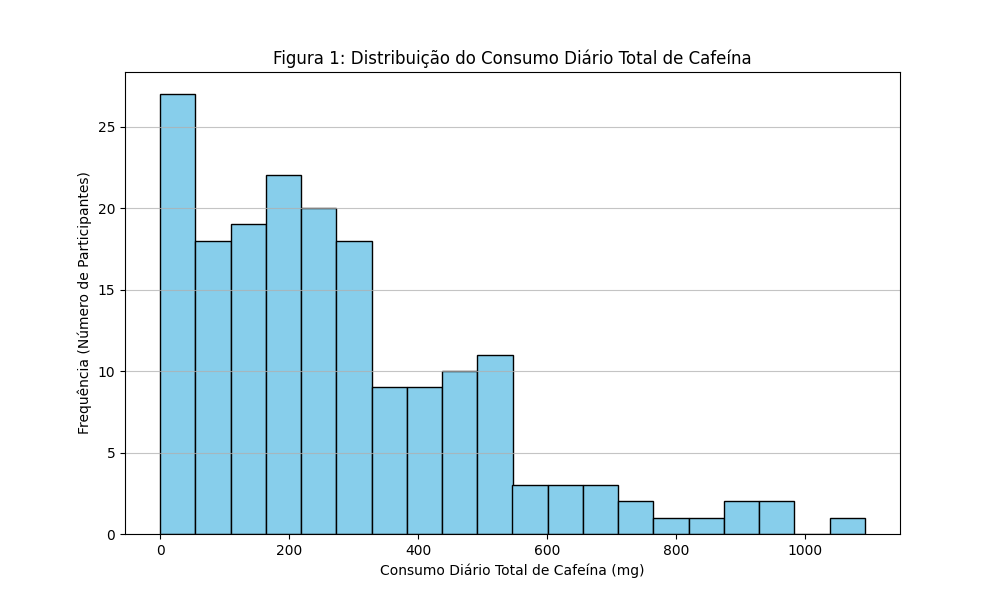 Figura 1: Distribuição do Consumo Diário Total de Cafeína
Frequência (Número de Participantes)
25
20
15
10
5
0
0 200 400 600 800 1000
Consumo Diário Total de Cafeína (mg)